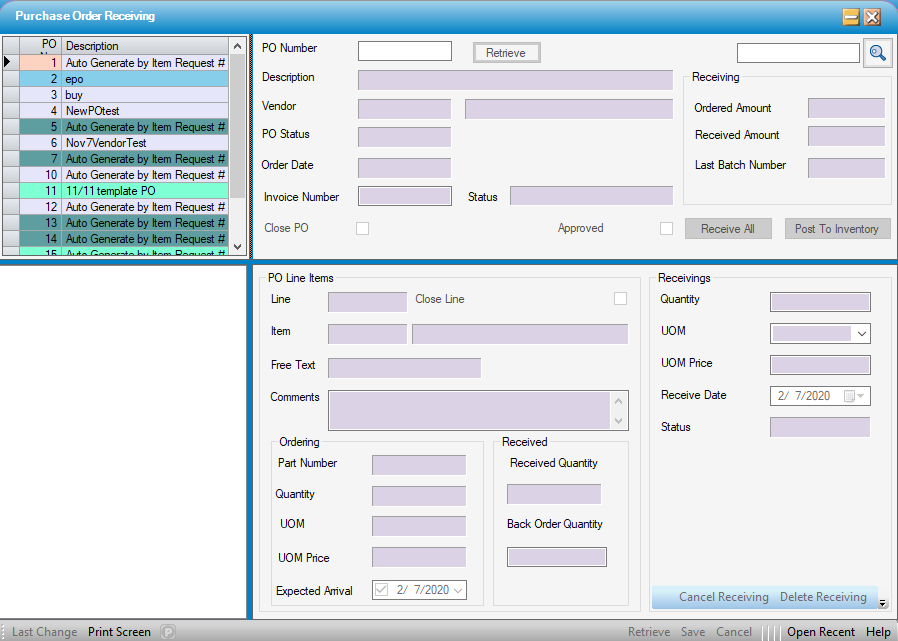 Purchase Order Receiving
PO Description
1 Auto Generate by Item Request #
2 epo
3 buy
4 NewPOtest
5 Auto Generate by Item Request #
6 Nov7VendorTest
7 Auto Generate by Item Request #
10 Auto Generate by Item Request #
11 11/11 template PO
12 Auto Generate by Item Request #
13 Auto Generate by Item Request #
14 Auto Generate by Item Request #
15 Auto Generate by Item Request #
PO Number Retrieve
Description
Vendor
PO Status
Order Date
Invoice Number Status
Close PO Approved Receive All Post To Inventory
Receiving
Ordered Amount
Received Amount
Last Batch Number
PO Line Items
Line Close Line
Item
Free Text
Comments
Ordering
Part Number
Quantity
UOM
UOM Price
Expected Arrival 2/ 7/2020
Received
Received Quantity
Back Order Quantity
Receivings
Quantity
UOM
UOM Price
Receive Date 2/ 7/2020
Status
Cancel Receiving Delete Receiving
Last Change Print Screen P Retrieve Save Cancel Open Recent Help